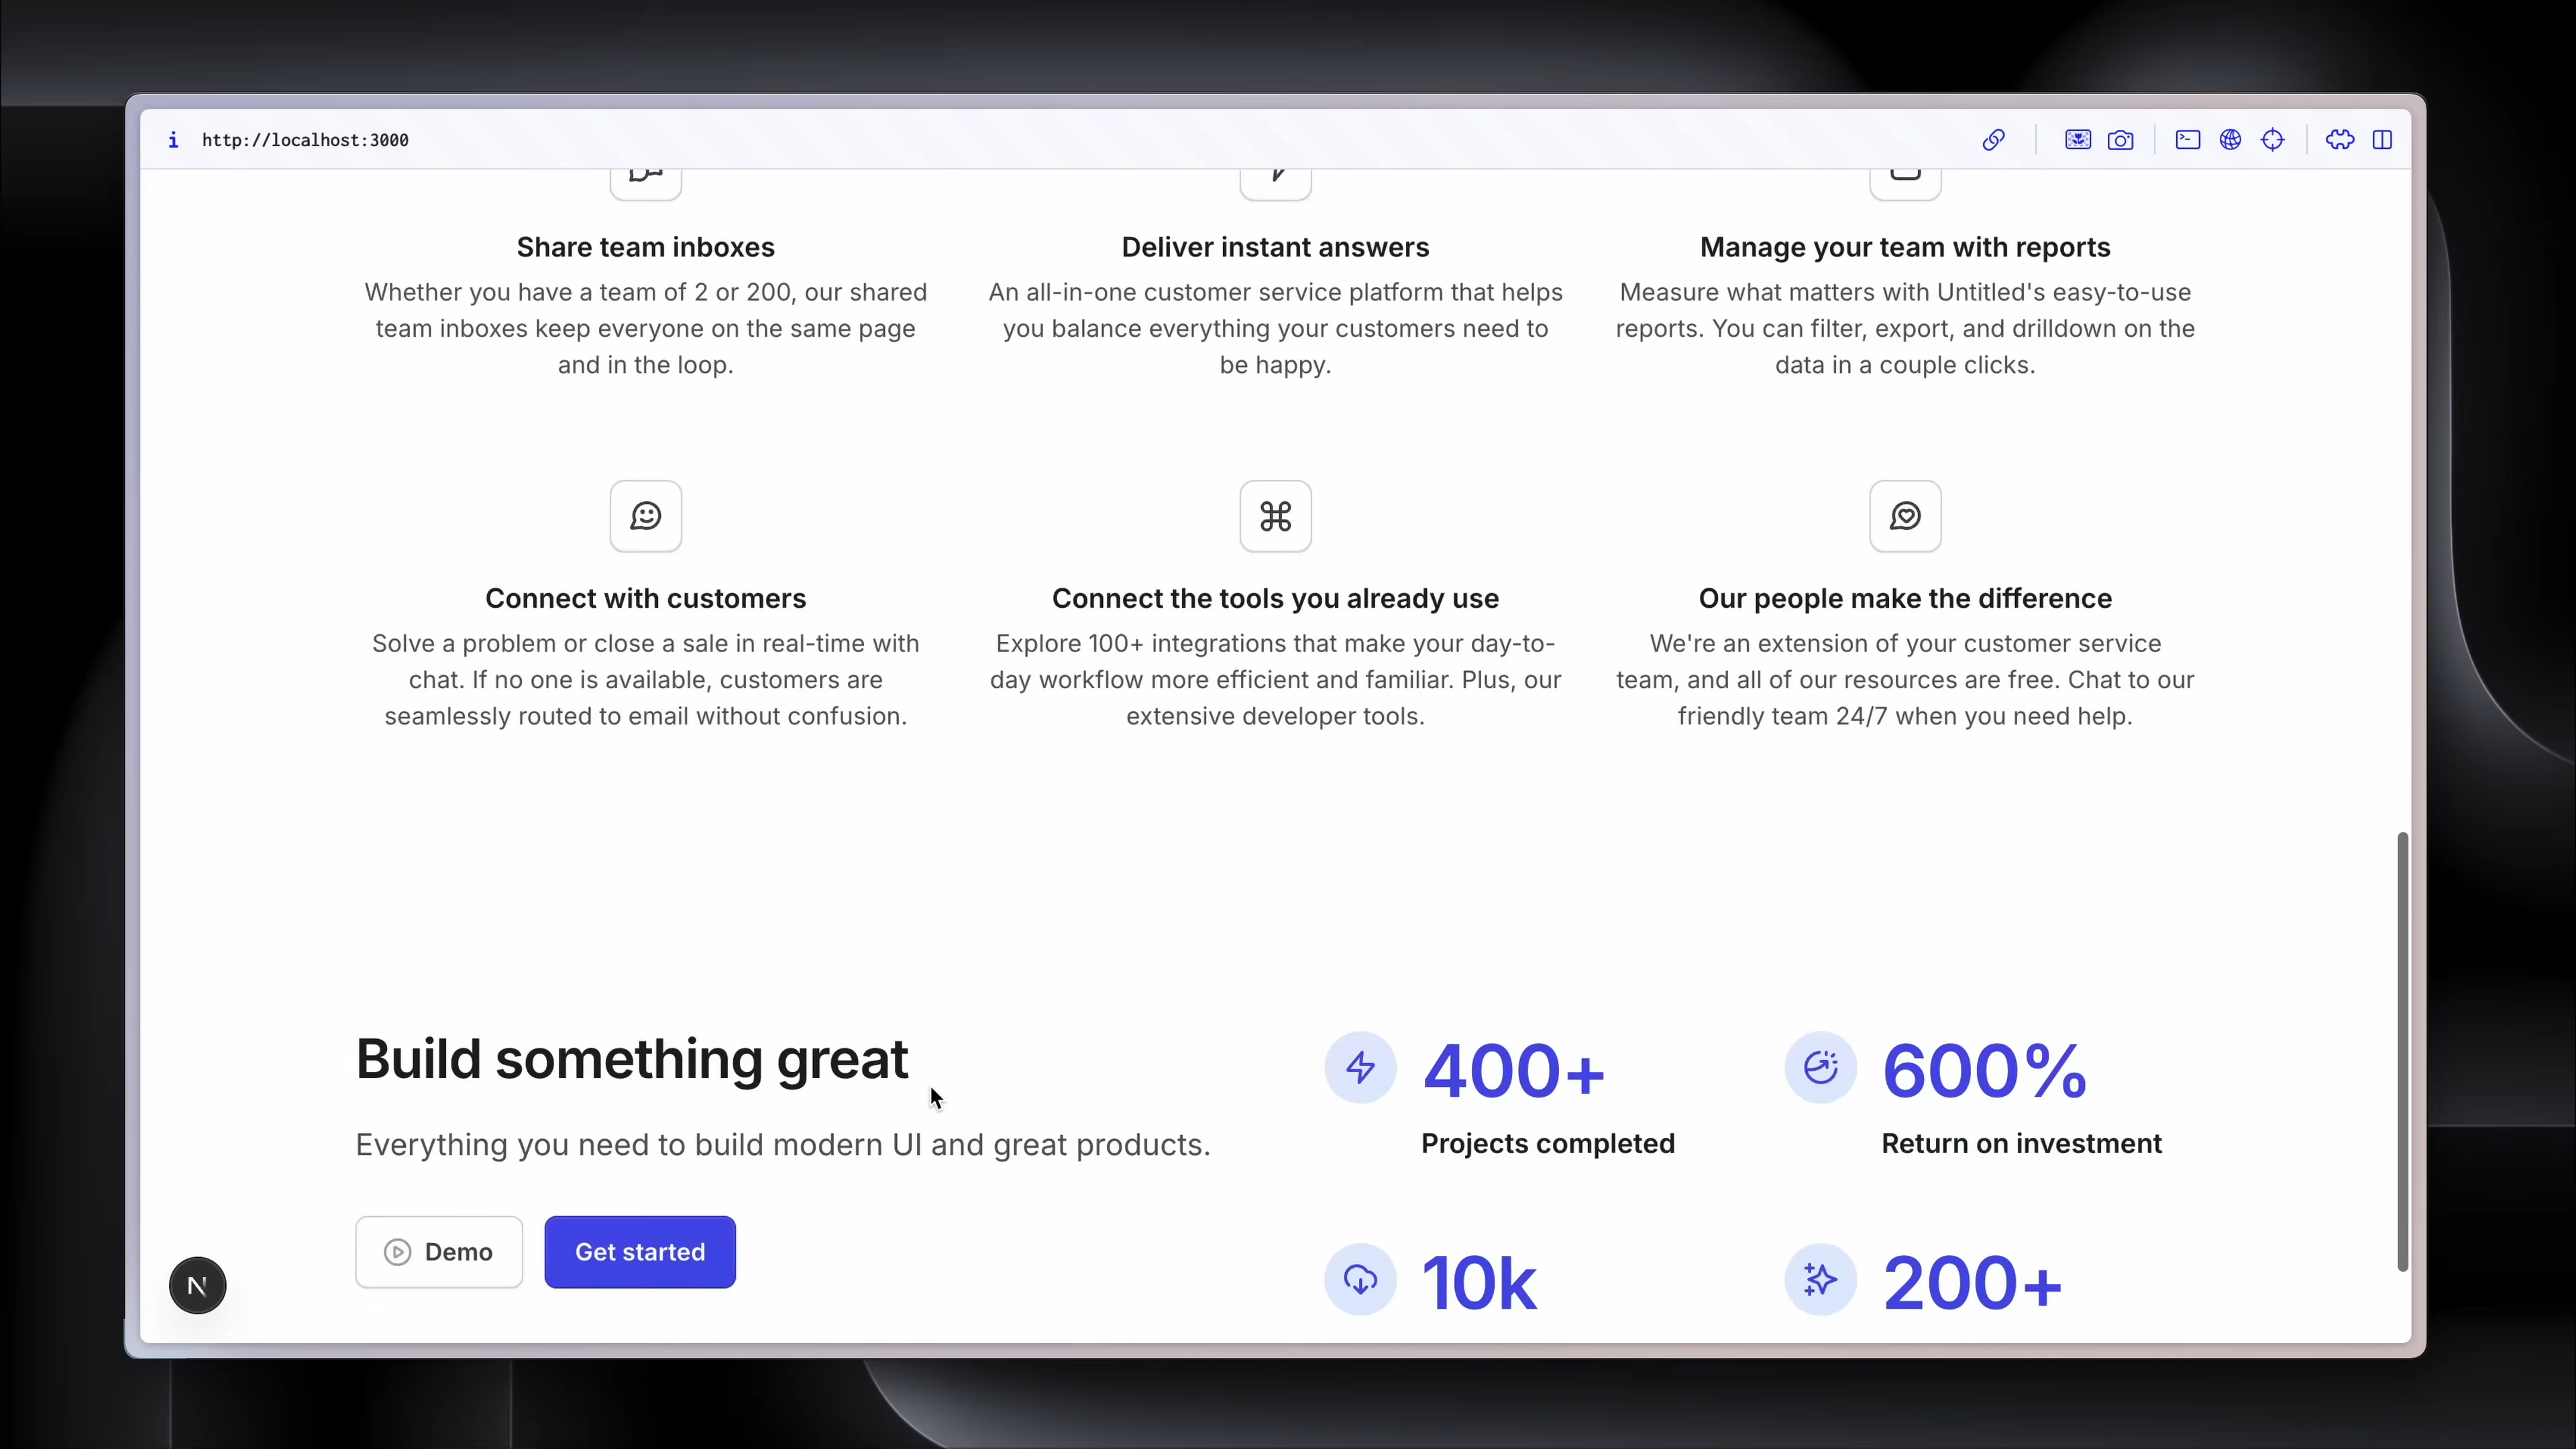 i http://localhost:3000
Share team inboxes
Whether you have a team of 2 or 200, our shared
team inboxes keep everyone on the same page
and in the loop.
Deliver instant answers
An all-in-one customer service platform that helps
you balance everything your customers need to
be happy.
Manage your team with reports
Measure what matters with Untitled's easy-to-use
reports. You can filter, export, and drilldown on the
data in a couple clicks.
Connect with customers
Solve a problem or close a sale in real-time with
chat. If no one is available, customers are
seamlessly routed to email without confusion.
Connect the tools you already use
Explore 100+ integrations that make your day-to-
day workflow more efficient and familiar. Plus, our
extensive developer tools.
Our people make the difference
We're an extension of your customer service
team, and all of our resources are free. Chat to our
friendly team 24/7 when you need help.
Build something great
Everything you need to build modern UI and great products.
Demo
Get started
400+
Projects completed
600%
Return on investment
10k
200+
N